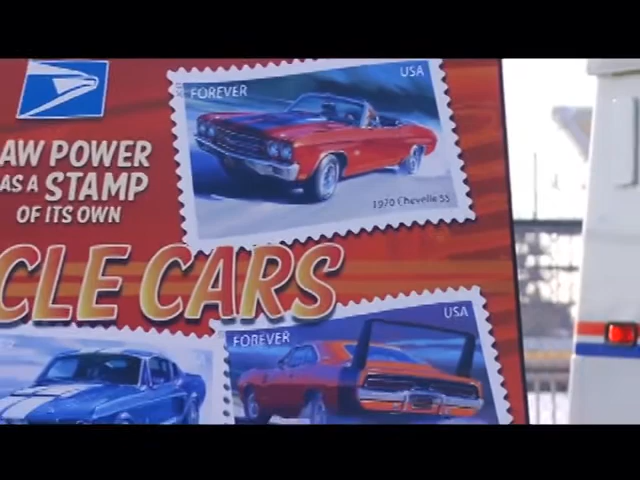 FOREVER
USA
AW POWER
AS A STAMP
OF ITS OWN
1970 Chevelle SS
CLE CARS
FOREVER
USA